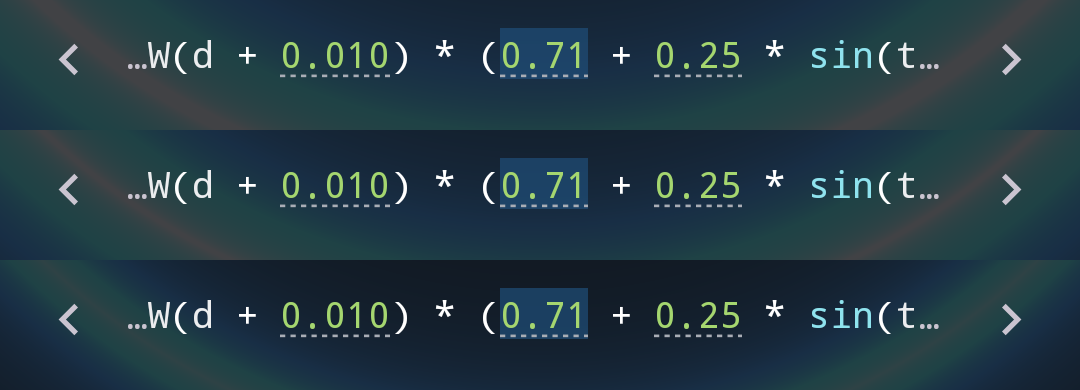 …W(d + 0.010) * (0.71 + 0.25 * sin(t…
…W(d + 0.010) * (0.71 + 0.25 * sin(t…
…W(d + 0.010) * (0.71 + 0.25 * sin(t…